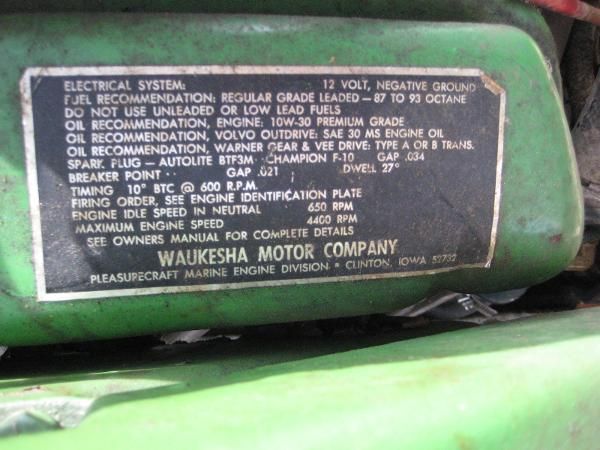 ELECTRICAL SYSTEM: 12 VOLT, NEGATIVE GROUND
FUEL RECOMMENDATION: REGULAR GRADE LEADED – 87 TO 93 OCTANE
DO NOT USE UNLEADED OR LOW LEAD FUELS
OIL RECOMMENDATION, ENGINE: 10W-30 PREMIUM GRADE
OIL RECOMMENDATION, VOLVO OUTDRIVE: SAE 30 MS ENGINE OIL
OIL RECOMMENDATION, WARNER GEAR & VEE DRIVE: TYPE A OR B TRANS.
SPARK PLUG – AUTOLITE BTF3M CHAMPION F-10 GAP .034
BREAKER POINT GAP .021 DWELL 27°
TIMING 10° BTC @ 600 R.P.M.
FIRING ORDER, SEE ENGINE IDENTIFICATION PLATE
ENGINE IDLE SPEED IN NEUTRAL 650 RPM
MAXIMUM ENGINE SPEED 4400 RPM
SEE OWNERS MANUAL FOR COMPLETE DETAILS
WAUKESHA MOTOR COMPANY
PLEASURECRAFT MARINE ENGINE DIVISION * CLINTON, IOWA 52732